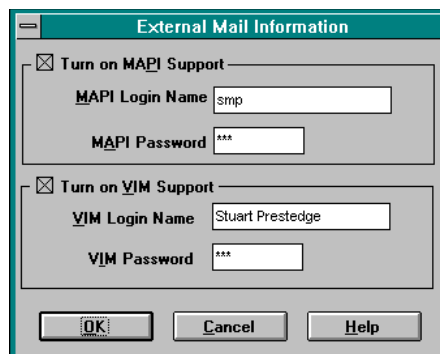 External Mail Information
Turn on MAPI Support
MAPI Login Name smp
MAPI Password ***
Turn on VIM Support
VIM Login Name Stuart Prestedge
VIM Password ***
OK Cancel Help